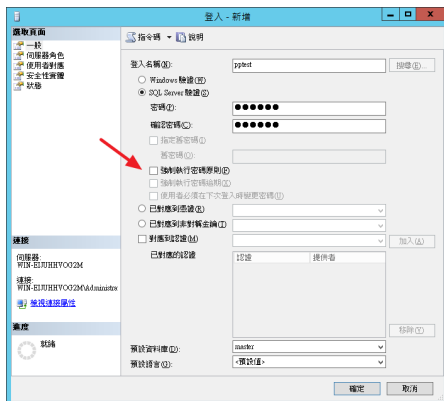 登入 - 新增
選取頁面
一般
伺服器角色
使用者對應
安全性實體
狀態
指令碼
說明
登入名稱(N):
pptest
搜尋(E)...
Windows 驗證(W)
SQL Server 驗證(S)
密碼(P):
確認密碼(C):
指定舊密碼(I)
舊密碼(O):
強制執行密碼原則(F)
強制執行密碼逾期(X)
使用者必須在下次登入時變更密碼(U)
已對應到憑證(R)
已對應到非對稱金鑰(T)
對應到認證(M)
加入(A)
已對應的認證
認證
提供者
移除(V)
預設資料庫(D):
master
預設語言(G):
<預設值>
連接
伺服器:
WIN-EIUHHVOG2M
連接:
WIN-EIUHHVOG2M\Administra
檢視連接屬性
進度
就緒
確定
取消